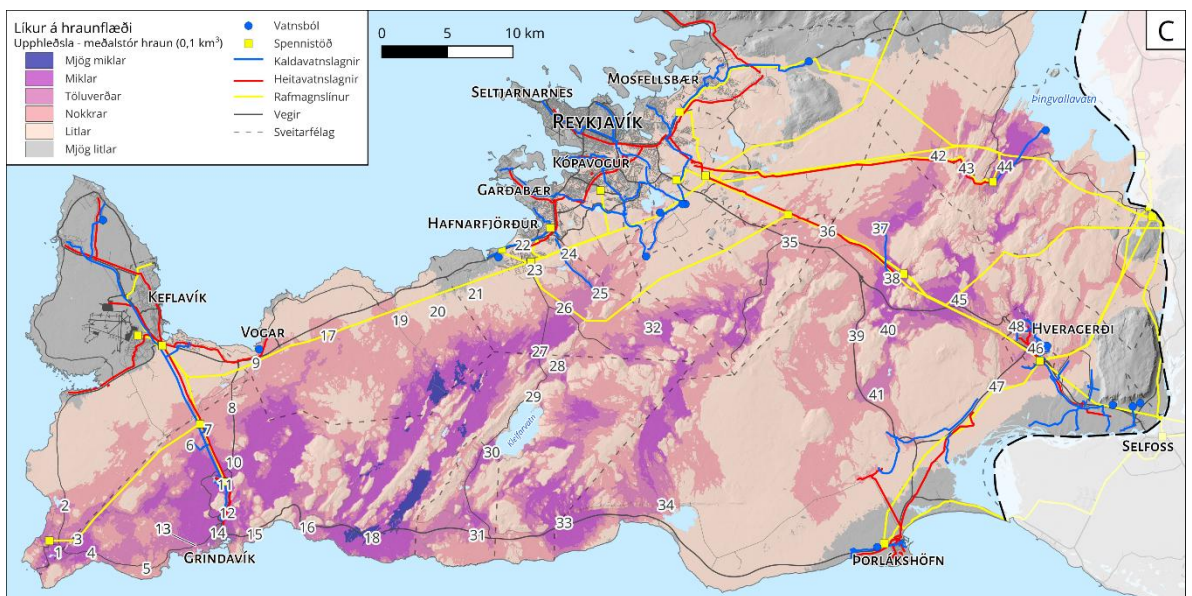 Líkur á hraunflæði
Upphleðsla - meðalstór hraun (0,1 km³)
Mjög miklar
Miklar
Töluverðar
Nokkrar
Litlar
Mjög litlar
Vatnsból
Spennistöð
Kaldavatnslagnir
Heitavatnslagnir
Rafmagnslínur
Vegir
Sveitarfélag
0 5 10 km
C
Mosfellsbær
Seltjarnarnes
Reykjavík
Þingvallavatn
Kópavogur
42
43
44
Garðabær
Hafnarfjörður
22
24
23
36
35
37
38
Keflavík
21
25
26
20
19
17
Vogar
9
32
45
40
39
48
Hveragerði
46
27
28
29
Kleifarvatn
8
41
47
7
6
10
11
30
Selfoss
2
12
34
13
14
15
16
33
18
31
3
1
4
5
Grindavík
Þorlákshöfn